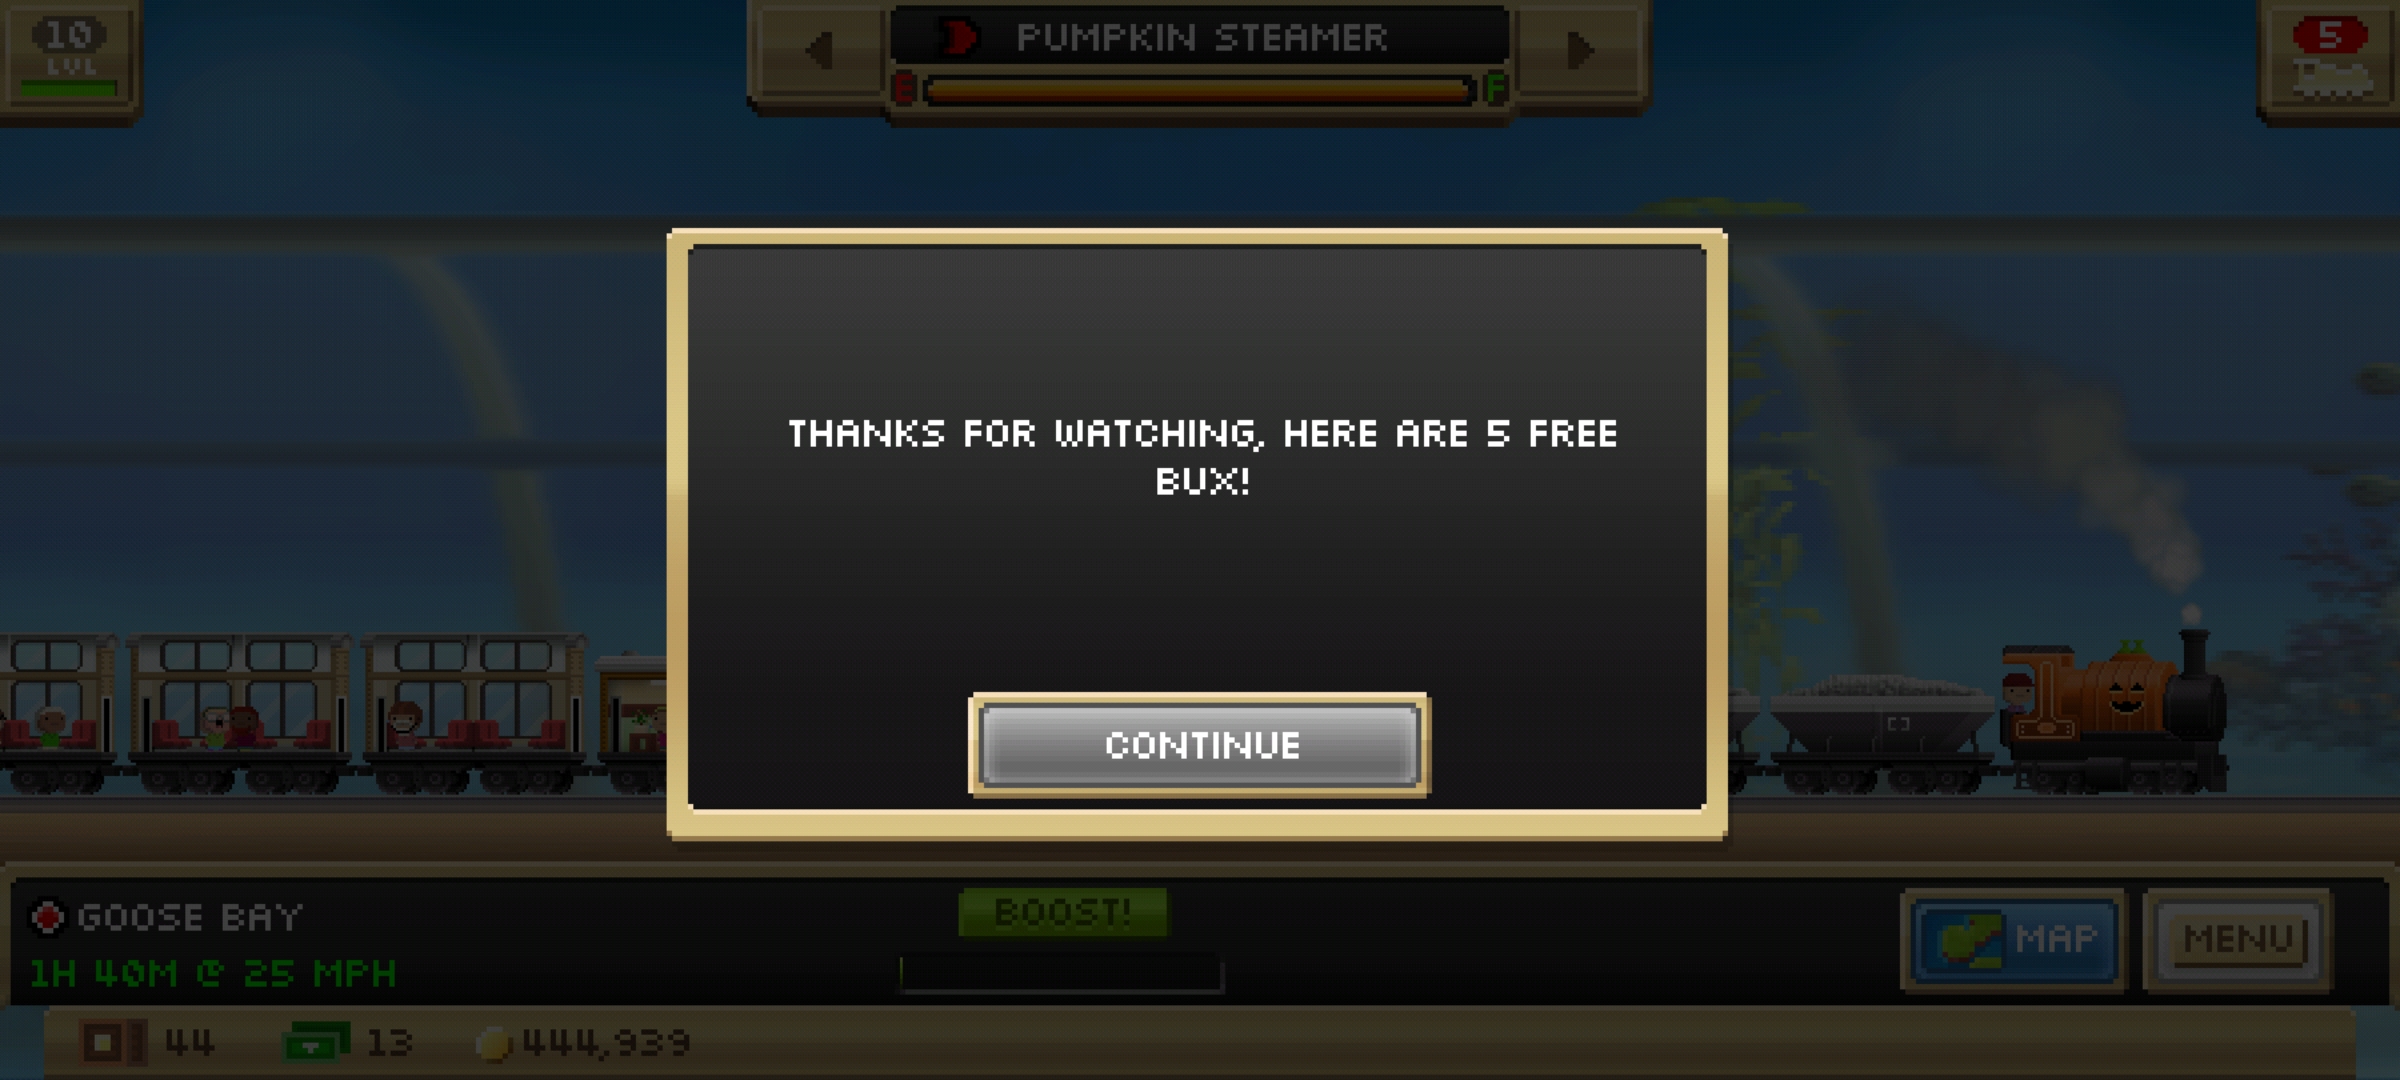 10
LVL
PUMPKIN STEAMER
E
F
5
THANKS FOR WATCHING, HERE ARE 5 FREE
BUX!
CONTINUE
GOOSE BAY
1H 40M @ 25 MPH
BOOST!
MAP
MENU
44
13
444,939